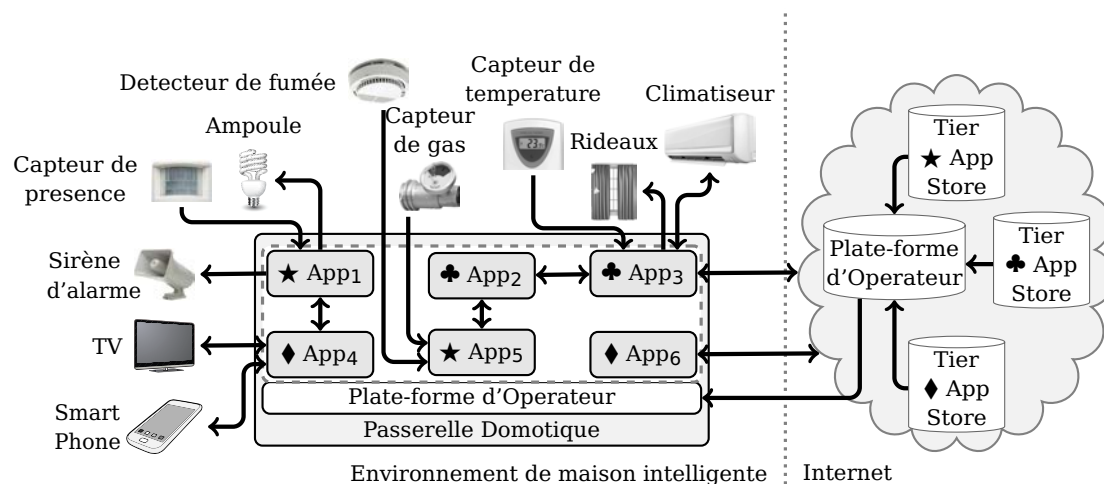 Detecteur de fumée
Capteur de
temperature
Climatiseur
Ampoule
Capteur
de gas
Rideaux
Capteur de
presence
23
Sirène
d'alarme
TV
Smart
Phone
★ App1
♣ App2
♣ App3
♦ App4
★ App5
♦ App6
Plate-forme d'Operateur
Passerelle Domotique
Environnement de maison intelligente
Internet
Tier
★ App
Store
Plate-forme
d'Operateur
Tier
♣ App
Store
Tier
♦ App
Store